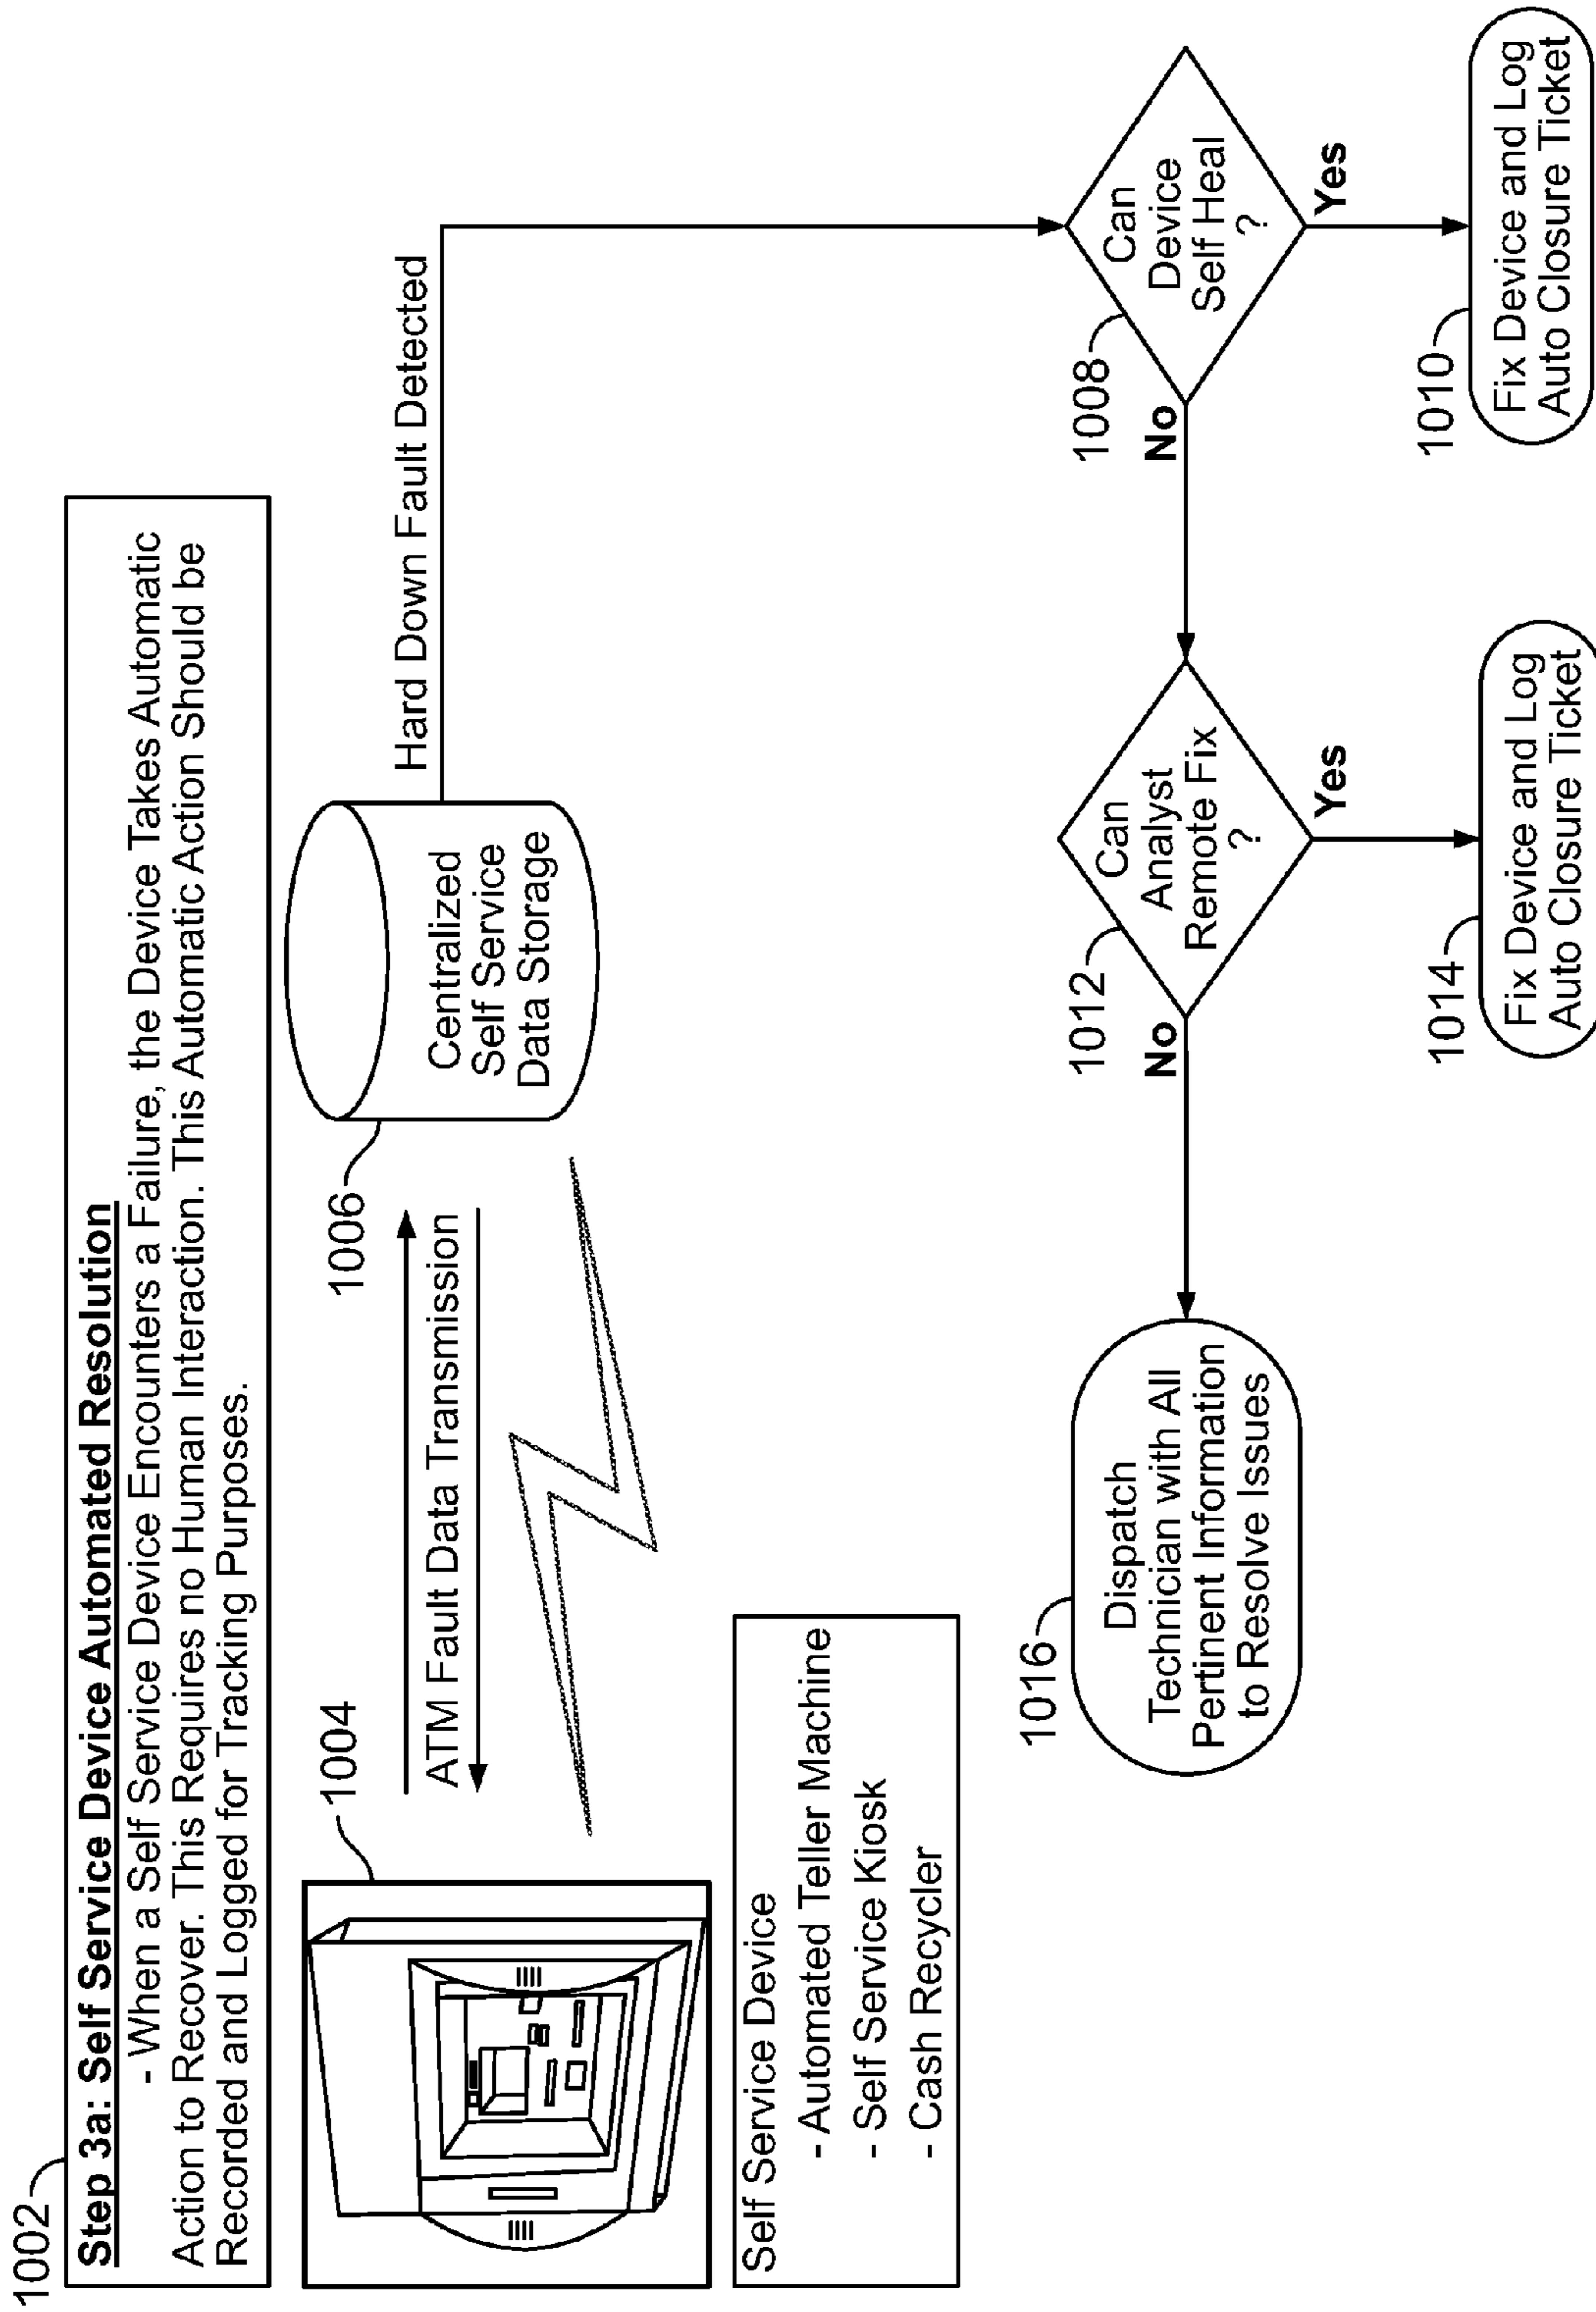 1002
Step 3a: Self Service Device Automated Resolution
- When a Self Service Device Encounters a Failure, the Device Takes Automatic
Action to Recover. This Requires no Human Interaction. This Automatic Action Should be
Recorded and Logged for Tracking Purposes.
1004
ATM Fault Data Transmission
1006
Centralized
Self Service
Data Storage
Hard Down Fault Detected
Self Service Device
- Automated Teller Machine
- Self Service Kiosk
- Cash Recycler
1008
Can
Device
Self Heal
?
No
Yes
1010
Fix Device and Log
Auto Closure Ticket
1012
Can
Analyst
Remote Fix
?
No
Yes
1014
Fix Device and Log
Auto Closure Ticket
1016
Dispatch
Technician with All
Pertinent Information
to Resolve Issues